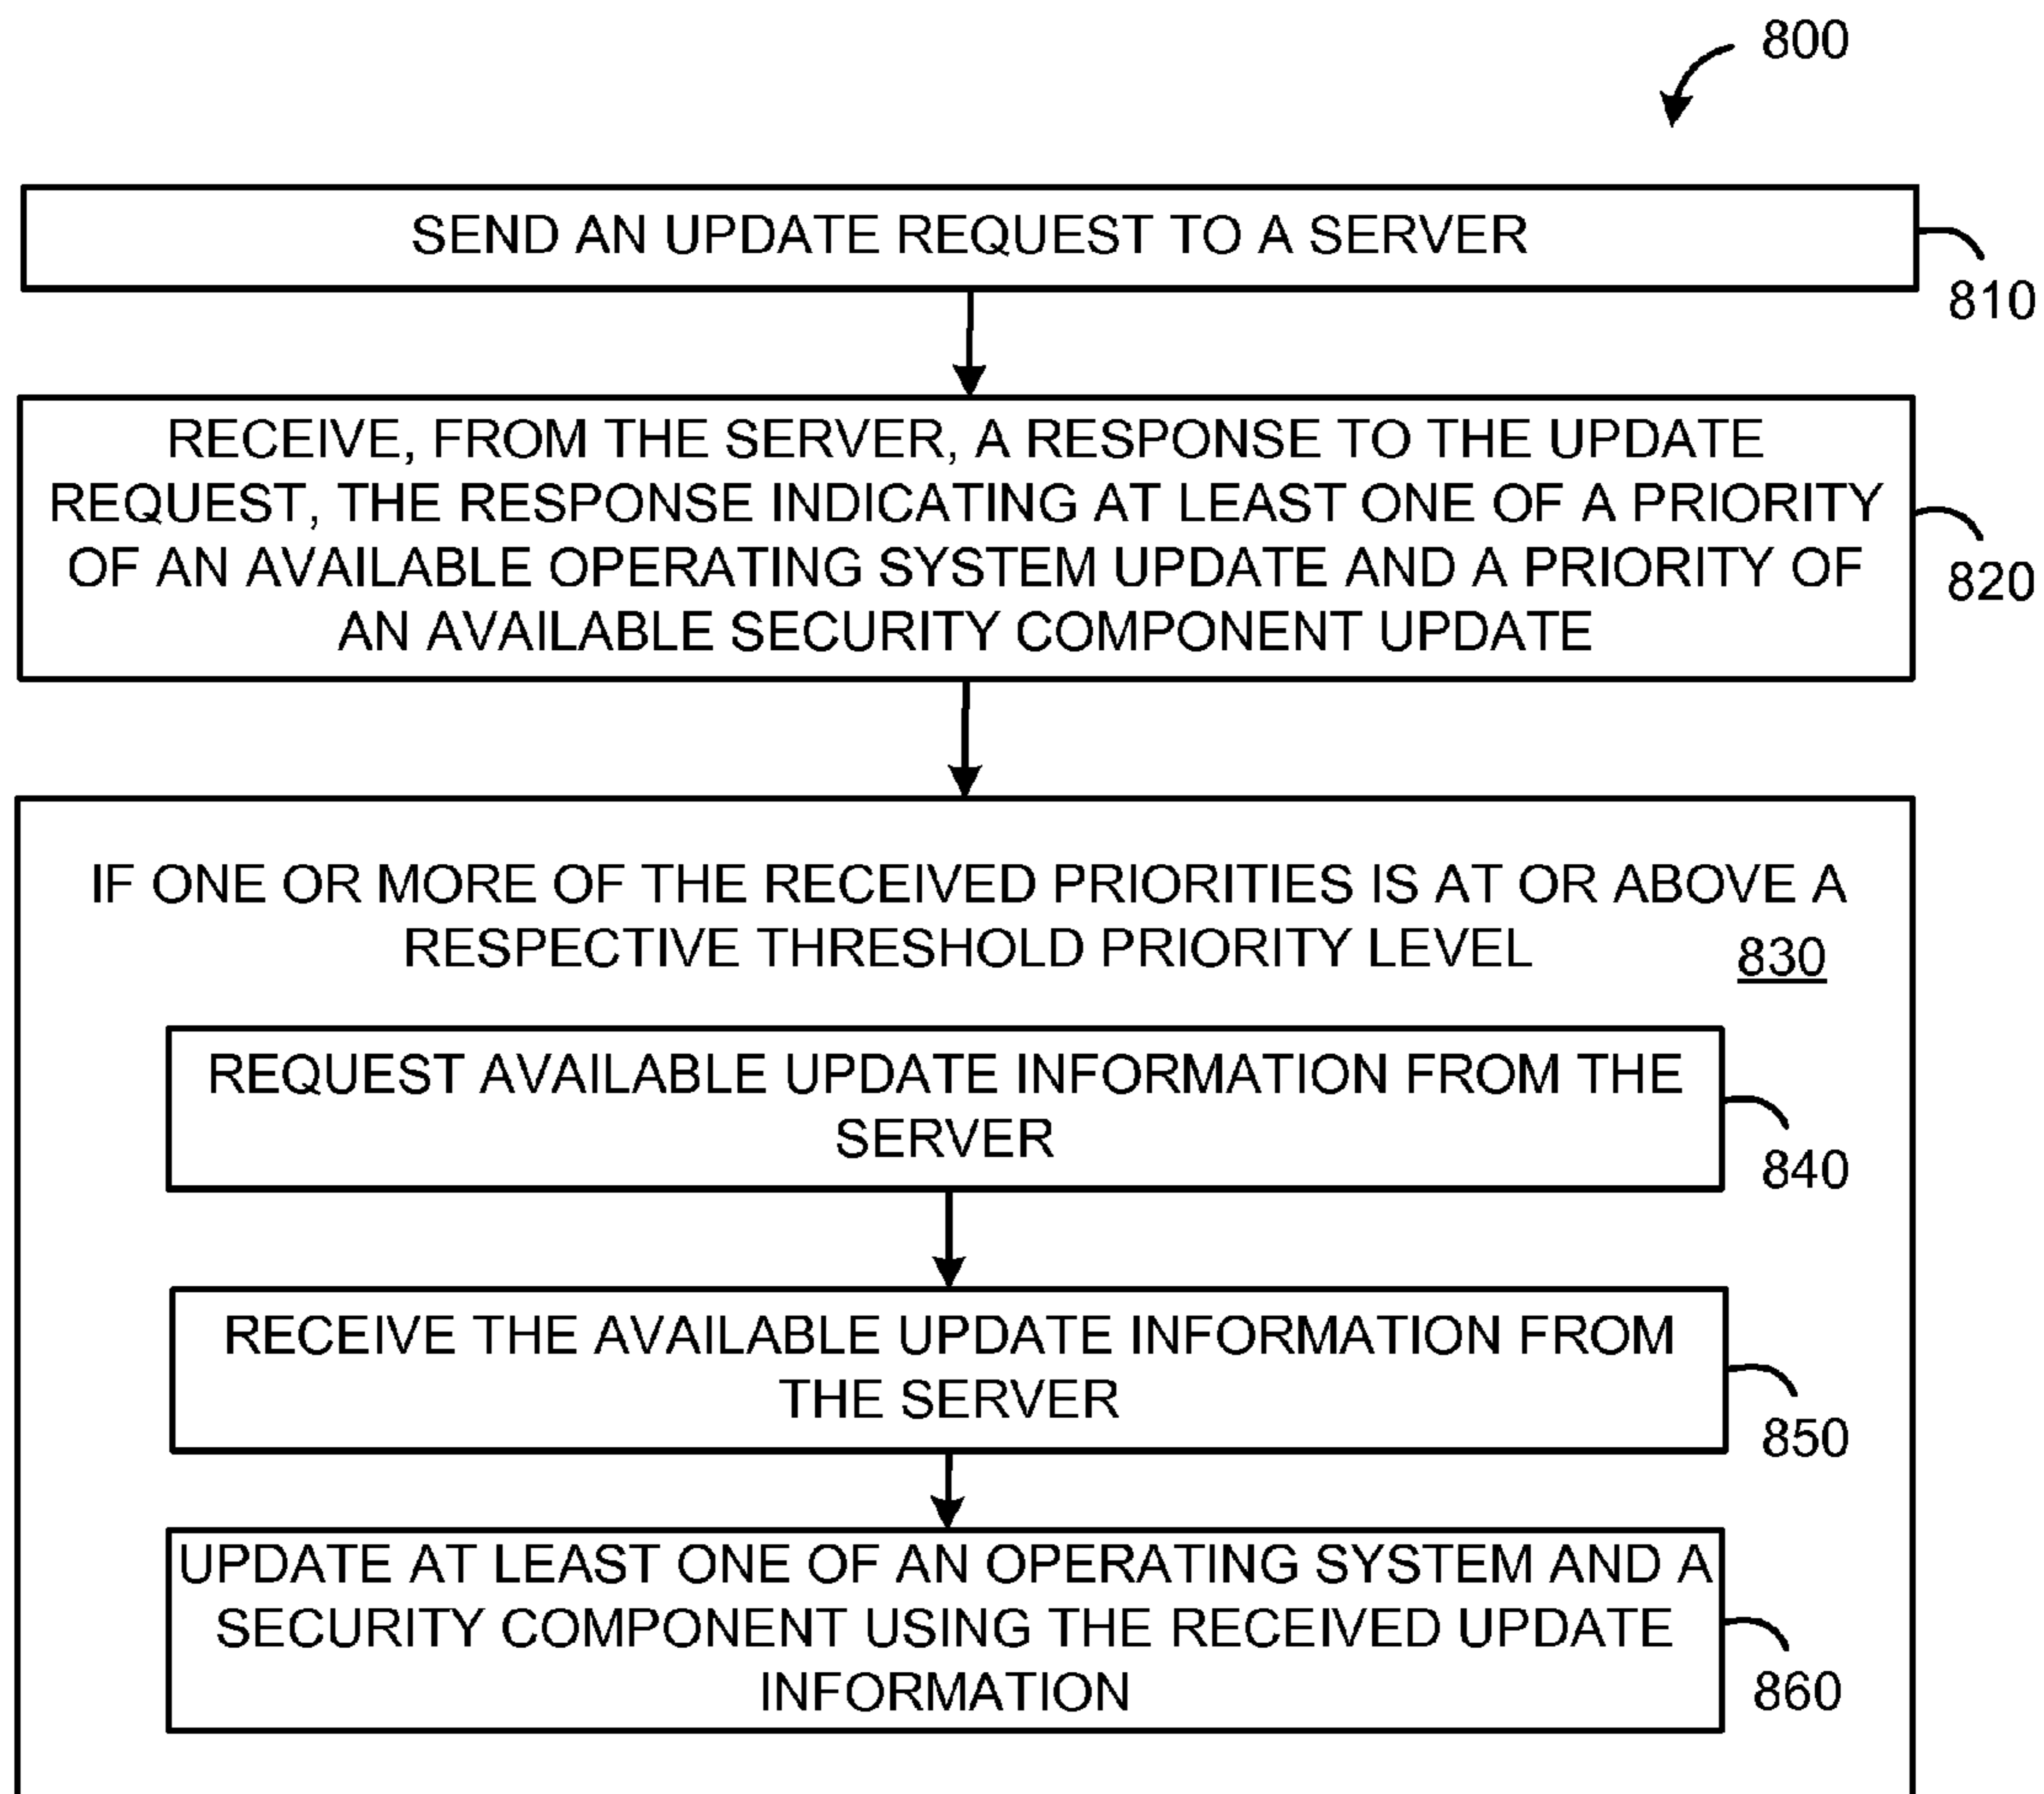 800
SEND AN UPDATE REQUEST TO A SERVER
810
RECEIVE, FROM THE SERVER, A RESPONSE TO THE UPDATE
REQUEST, THE RESPONSE INDICATING AT LEAST ONE OF A PRIORITY
OF AN AVAILABLE OPERATING SYSTEM UPDATE AND A PRIORITY OF
AN AVAILABLE SECURITY COMPONENT UPDATE
820
IF ONE OR MORE OF THE RECEIVED PRIORITIES IS AT OR ABOVE A
RESPECTIVE THRESHOLD PRIORITY LEVEL
830
REQUEST AVAILABLE UPDATE INFORMATION FROM THE
SERVER
840
RECEIVE THE AVAILABLE UPDATE INFORMATION FROM
THE SERVER
850
UPDATE AT LEAST ONE OF AN OPERATING SYSTEM AND A
SECURITY COMPONENT USING THE RECEIVED UPDATE
INFORMATION
860